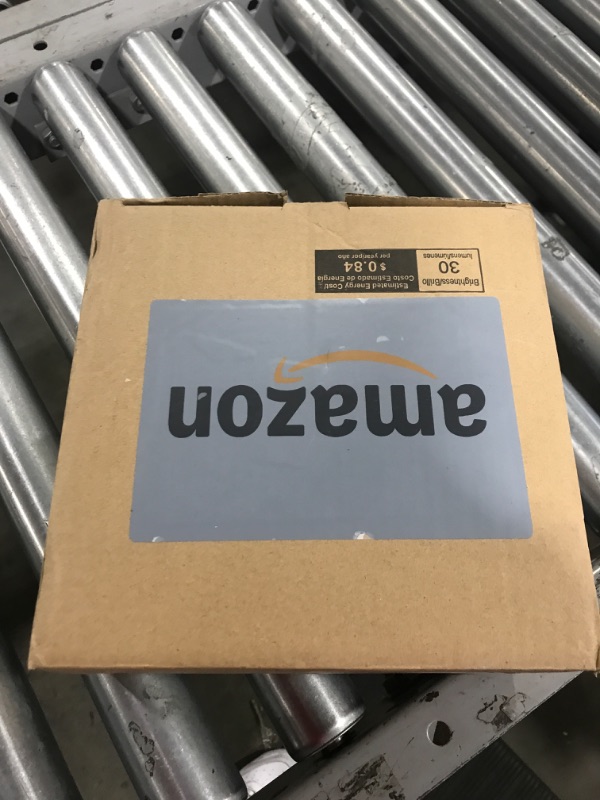 Brightness/Brillo
30
lumens/lúmenes
Estimated Energy Cost/
Costo Estimado de Energía
$ 0.84
per year/por año
amazon